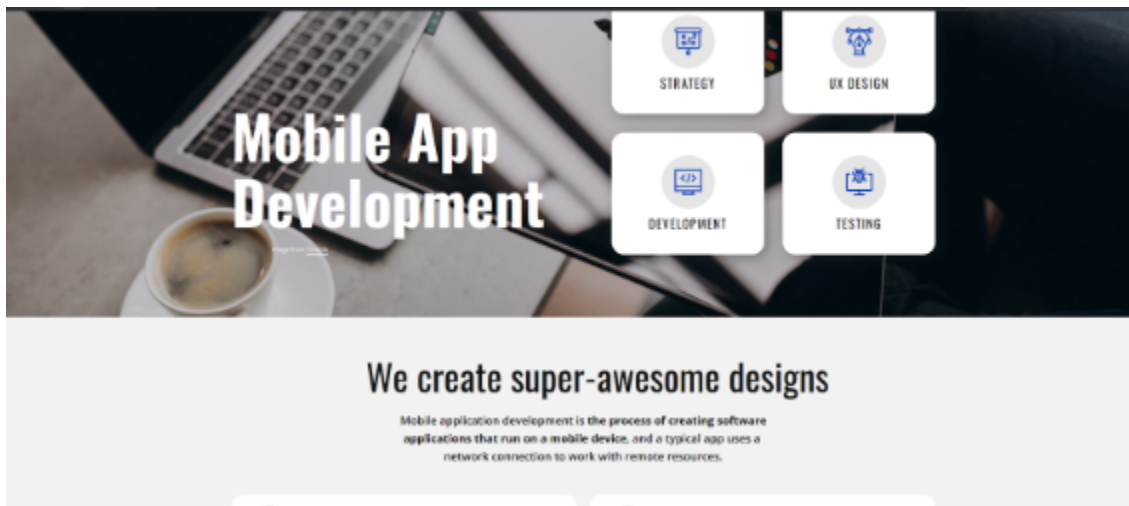 STRATEGY
UX DESIGN
Mobile App
Development
DEVELOPMENT
TESTING
We create super-awesome designs
Mobile application development is the process of creating software
applications that run on a mobile device, and a typical app uses a
network connection to work with remote resources.